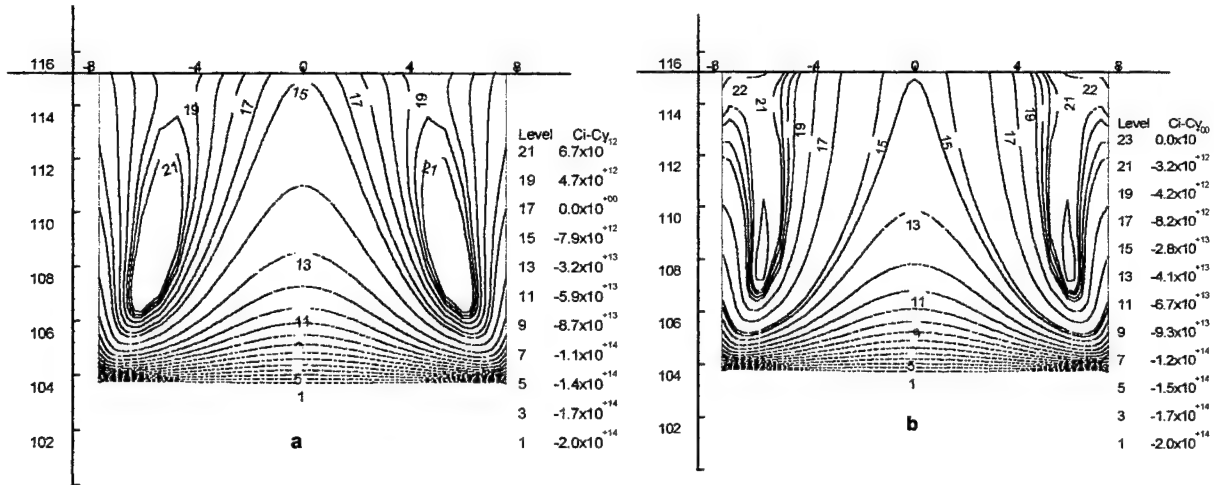 116 -8 -4 0 4 8
114
112
110
108
106
104
102
19 17 15 17 19
21 21
13
11
5
1
Level Ci-Cy
21 6.7x10+12
19 4.7x10+12
17 0.0x10+00
15 -7.9x10+12
13 -3.2x10+13
11 -5.9x10+13
9 -8.7x10+13
7 -1.1x10+14
5 -1.4x10+14
3 -1.7x10+14
1 -2.0x10+14
a
116 -8 -4 0 4 8
114
112
110
108
106
104
102
22 21 19 17 15 15 17 19 21 22
13
11
9
5
1
Level Ci-Cy
23 0.0x10+00
21 -3.2x10+12
19 -4.2x10+12
17 -8.2x10+12
15 -2.8x10+13
13 -4.1x10+13
11 -6.7x10+13
9 -9.3x10+13
7 -1.2x10+14
5 -1.5x10+14
3 -1.7x10+14
1 -2.0x10+14
b